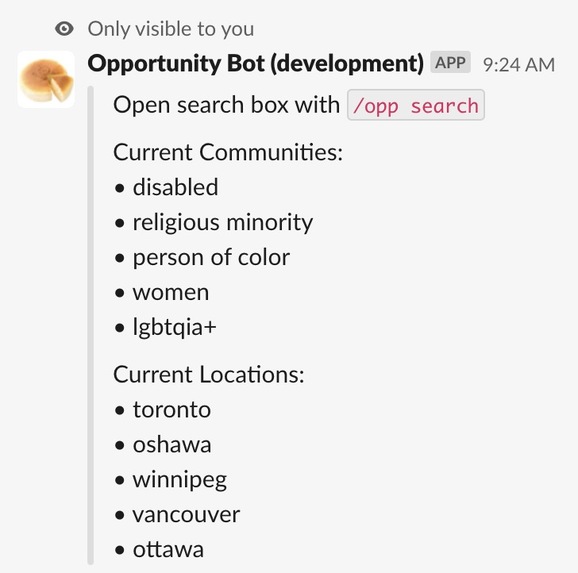 Only visible to you
Opportunity Bot (development) APP 9:24 AM
Open search box with /opp search
Current Communities:
• disabled
• religious minority
• person of color
• women
• lgbtqia+
Current Locations:
• toronto
• oshawa
• winnipeg
• vancouver
• ottawa